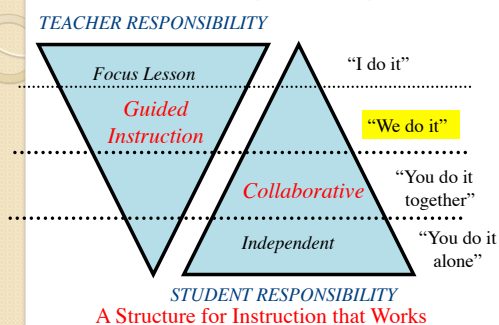 TEACHER RESPONSIBILITY
Focus Lesson
“I do it”
Guided
Instruction
“We do it”
Collaborative
“You do it
together”
Independent
“You do it
alone”
STUDENT RESPONSIBILITY
A Structure for Instruction that Works